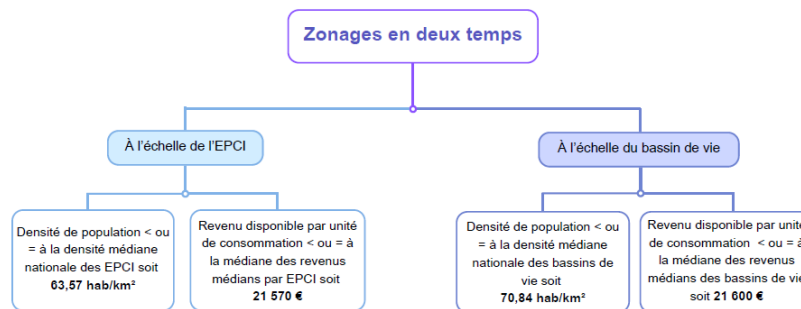 Zonages en deux temps
À l'échelle de l'EPCI
À l'échelle du bassin de vie
Densité de population < ou
= à la densité médiane
nationale des EPCI soit
63,57 hab/km²
Revenu disponible par unité
de consommation < ou = à
la médiane des revenus
médians par EPCI soit
21 570 €
Densité de population < ou
= à la densité médiane
nationale des bassins de
vie soit
70,84 hab/km²
Revenu disponible par unité
de consommation < ou = à
la médiane des revenus
médians des bassins de vie
soit 21 600 €